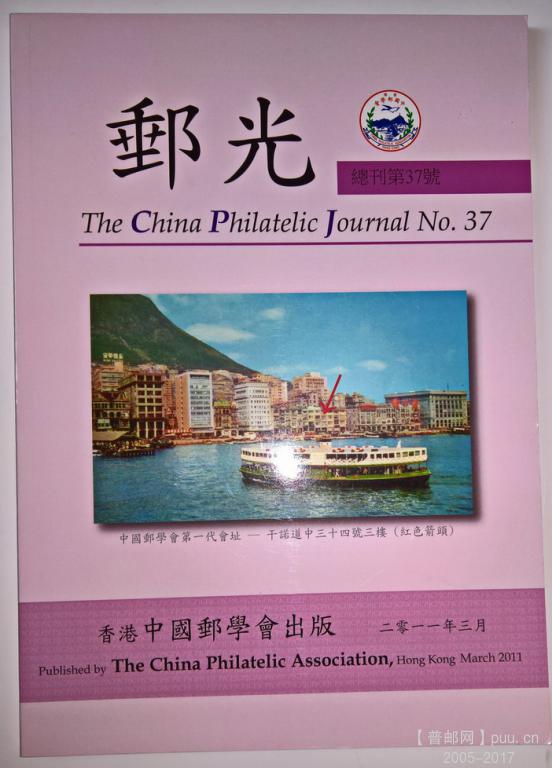 郵光
總刊第37號
The China Philatelic Journal No. 37
中國郵學會第一代會址 — 干諾道中三十四號三樓（紅色箭頭）
香港中國郵學會出版 二零一一年三月
Published by The China Philatelic Association, Hong Kong March 2011
【普邮网】puu.cn
2005-2017